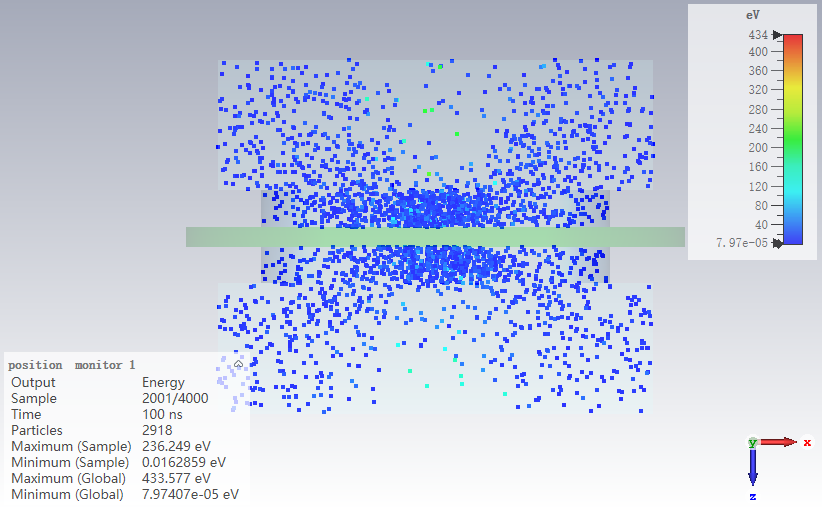 eV
434
400
360
320
280
240
200
160
120
80
40
7.97e-05
position monitor 1
Output Energy
Sample 2001/4000
Time 100 ns
Particles 2918
Maximum (Sample) 236.249 eV
Minimum (Sample) 0.0162859 eV
Maximum (Global) 433.577 eV
Minimum (Global) 7.97407e-05 eV
y x
z